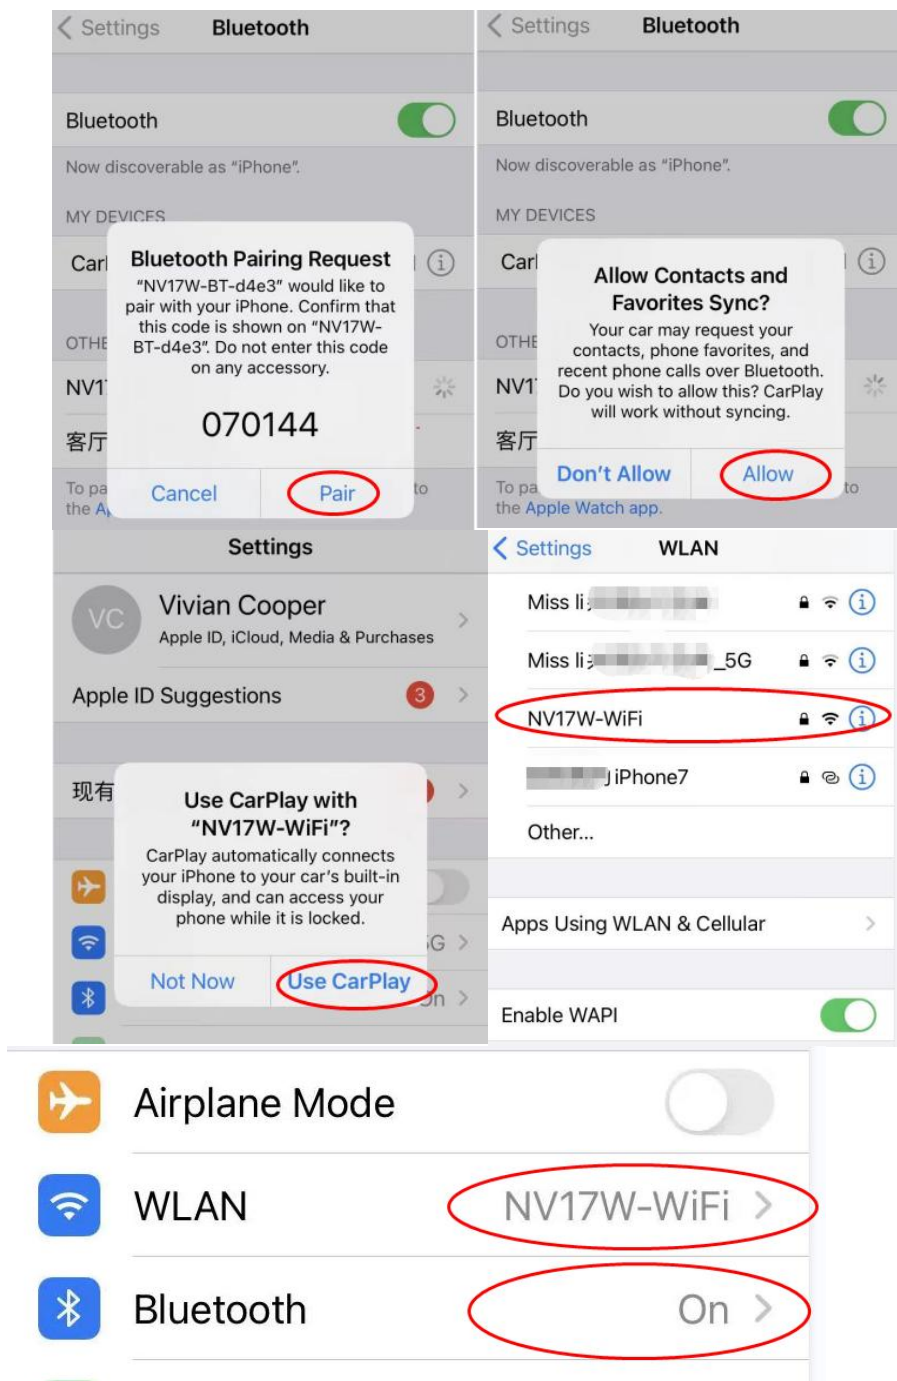 Settings Bluetooth
Bluetooth
Now discoverable as “iPhone”.
MY DEVICES
Carl
Bluetooth Pairing Request
“NV17W-BT-d4e3” would like to
pair with your iPhone. Confirm that
this code is shown on “NV17W-
BT-d4e3”. Do not enter this code
on any accessory.
070144
Cancel Pair
OTHE
NV1
客厅
To pa to
the A
Settings Bluetooth
Bluetooth
Now discoverable as “iPhone”.
MY DEVICES
Carl
Allow Contacts and
Favorites Sync?
Your car may request your
contacts, phone favorites, and
recent phone calls over Bluetooth.
Do you wish to allow this? CarPlay
will work without syncing.
Don't Allow Allow
OTHE
NV1
客厅
To pa to
the Apple Watch app.
Settings
VC
Vivian Cooper
Apple ID, iCloud, Media & Purchases
Apple ID Suggestions 3
现有
Use CarPlay with
“NV17W-WiFi”?
CarPlay automatically connects
your iPhone to your car's built-in
display, and can access your
phone while it is locked.
Not Now Use CarPlay
G
On
Settings WLAN
Miss li
Miss li _5G
NV17W-WiFi
iPhone7
Other...
Apps Using WLAN & Cellular
Enable WAPI
Airplane Mode
WLAN NV17W-WiFi
Bluetooth On